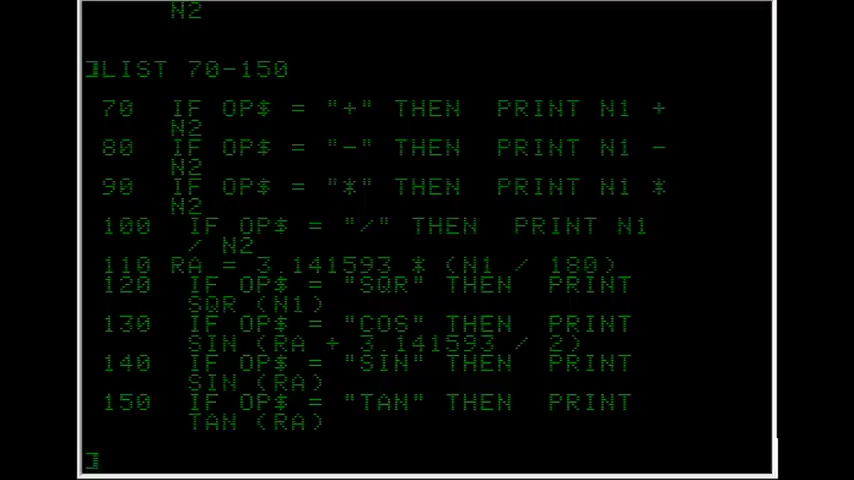 N2
]LIST 70-150
70 IF OP$ = "+" THEN PRINT N1 +
N2
80 IF OP$ = "-" THEN PRINT N1 -
N2
90 IF OP$ = "*" THEN PRINT N1 *
N2
100 IF OP$ = "/" THEN PRINT N1
/ N2
110 RA = 3.141593 * (N1 / 180)
120 IF OP$ = "SQR" THEN PRINT
SQR (N1)
130 IF OP$ = "COS" THEN PRINT
SIN (RA + 3.141593 / 2)
140 IF OP$ = "SIN" THEN PRINT
SIN (RA)
150 IF OP$ = "TAN" THEN PRINT
TAN (RA)
]